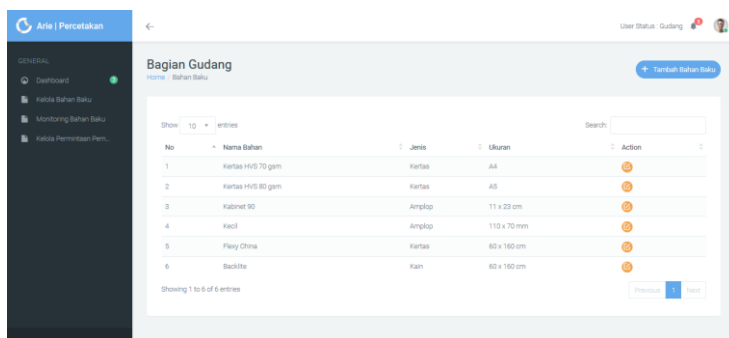 Arie | Percetakan
User Status : Gudang
GENERAL
Dashboard
Kelola Bahan Baku
Monitoring Bahan Baku
Kelola Permintaan Pem...
Bagian Gudang
Home / Bahan Baku
+ Tambah Bahan Baku
Show 10 entries
Search:
No Nama Bahan Jenis Ukuran Action
1 Kertas HVS 70 gsm Kertas A4
2 Kertas HVS 80 gsm Kertas A5
3 Kabinet 90 Amplop 11 x 23 cm
4 Kecil Amplop 110 x 70 mm
5 Flexy China Kertas 60 x 160 cm
6 Backlite Kain 60 x 160 cm
Showing 1 to 6 of 6 entries
Previous 1 Next